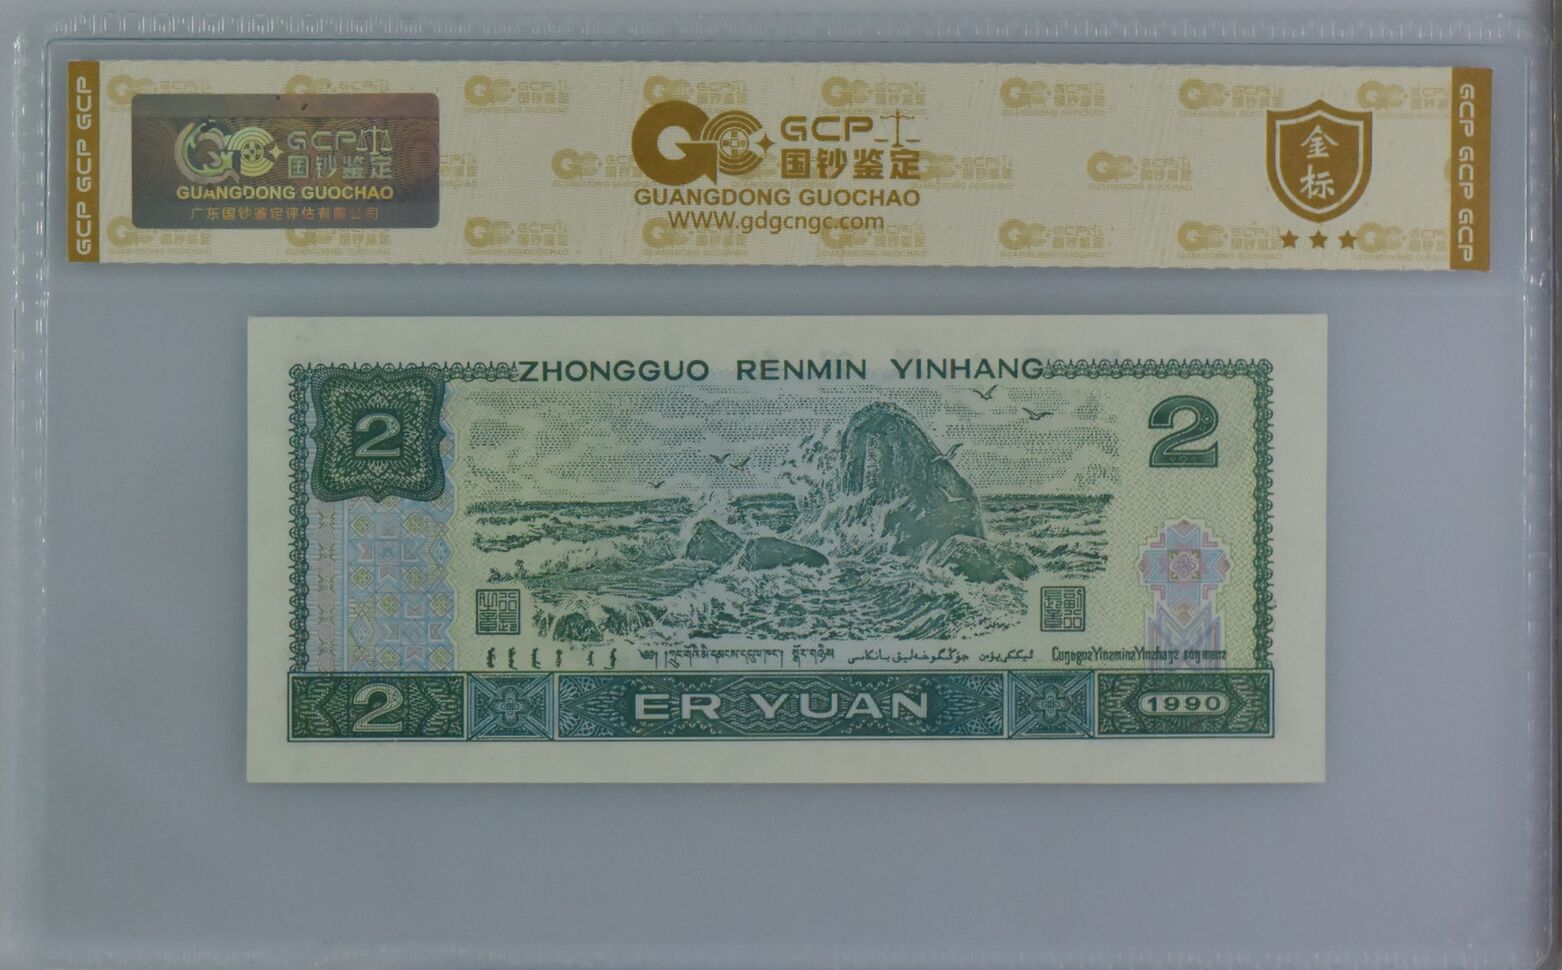 GCP GCP GCP
GCP
国钞鉴定
GUANGDONG GUOCHAO
广东国钞鉴定评估有限公司
GCP
国钞鉴定
GUANGDONG GUOCHAO
WWW.gdgcngc.com
金标
GCP GCP GCP
ZHONGGUO RENMIN YINHANG
2
2
2
ER YUAN
1990